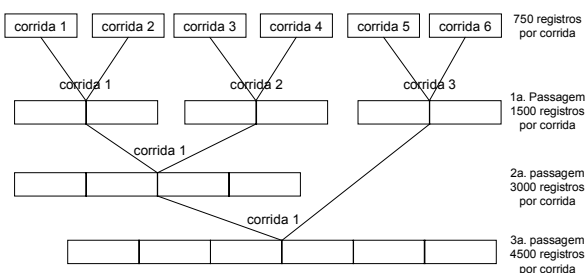 corrida 1 corrida 2 corrida 3 corrida 4 corrida 5 corrida 6
750 registros
por corrida
corrida 1 corrida 2 corrida 3
1a. Passagem
1500 registros
por corrida
corrida 1
2a. passagem
3000 registros
por corrida
corrida 1
3a. passagem
4500 registros
por corrida